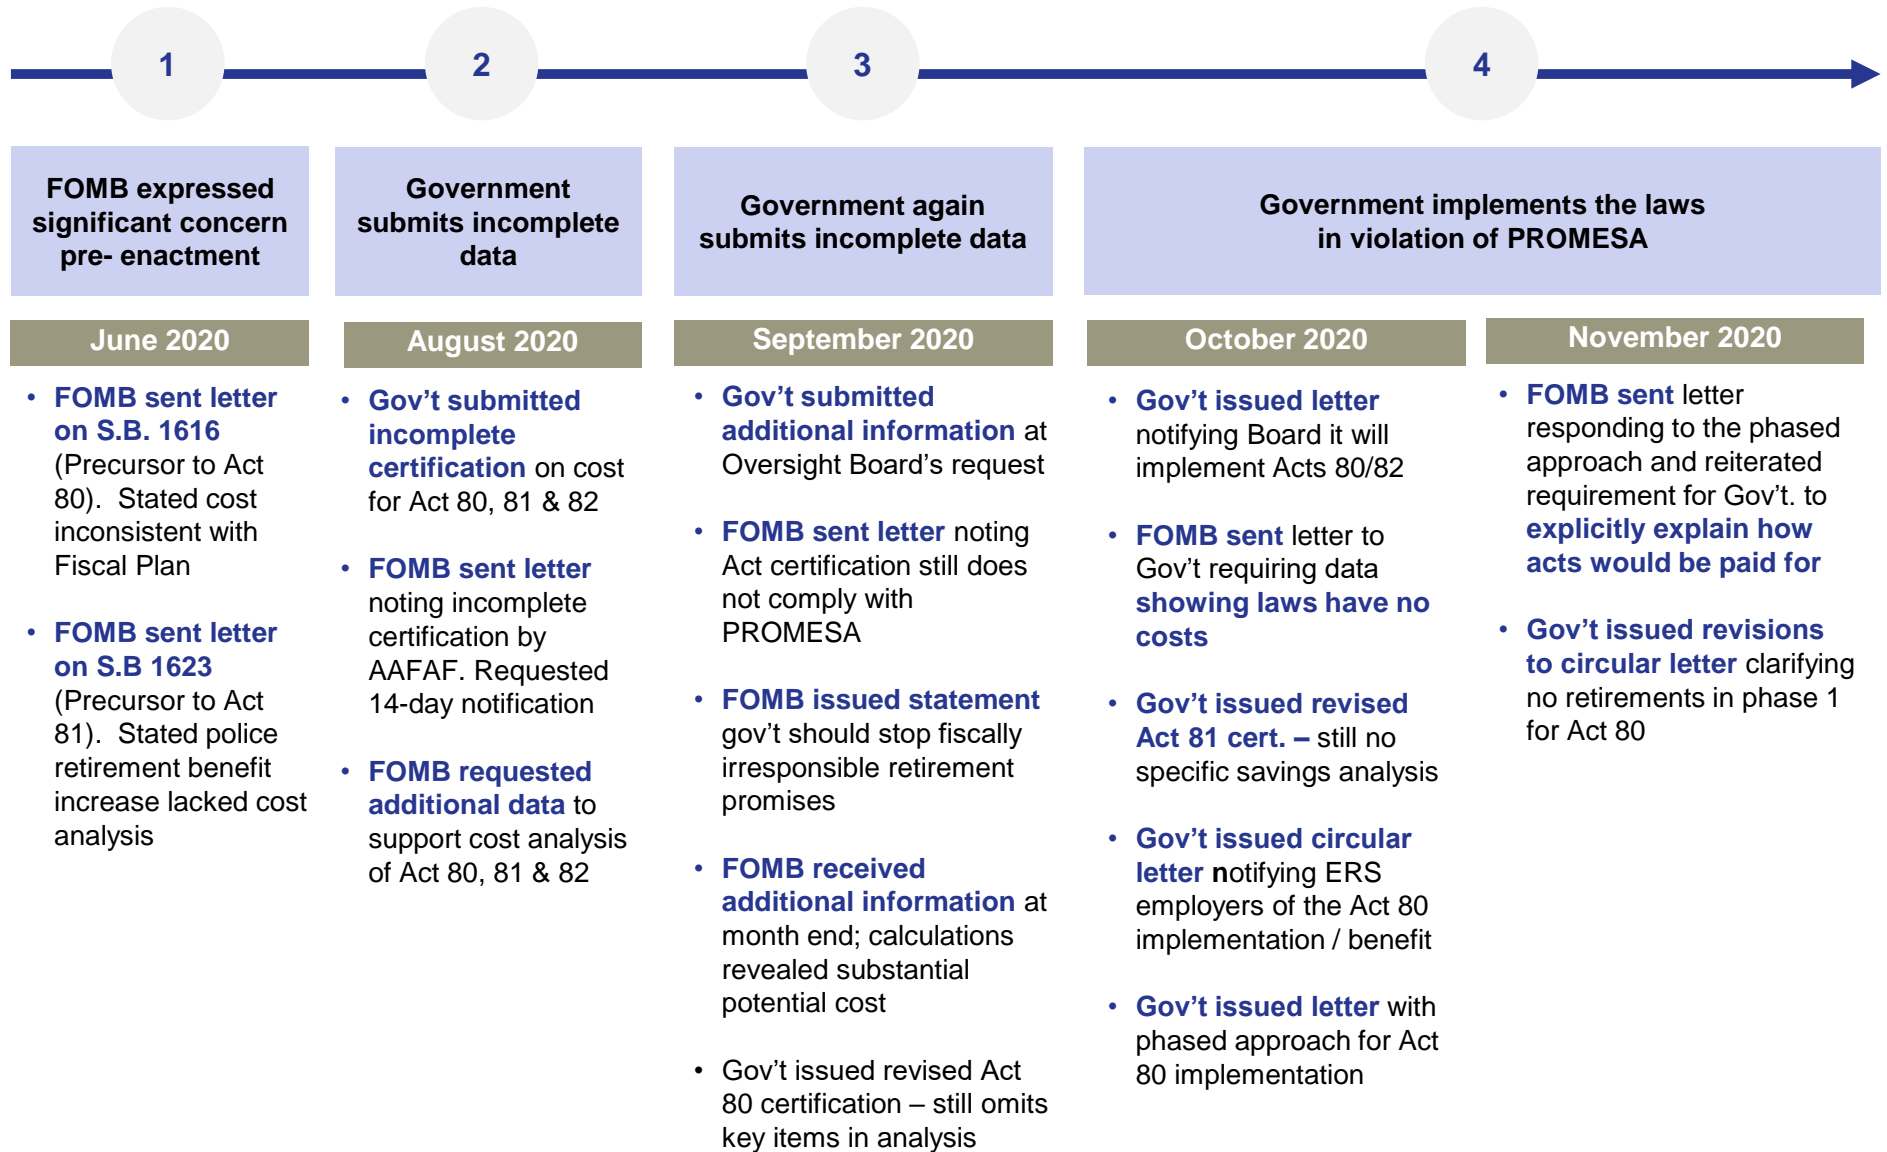 1
2
3
4
FOMB expressed
significant concern
pre- enactment
Government
submits incomplete
data
Government again
submits incomplete data
Government implements the laws
in violation of PROMESA
June 2020
• FOMB sent letter
on S.B. 1616
(Precursor to Act
80).  Stated cost
inconsistent with
Fiscal Plan
• FOMB sent letter
on S.B 1623
(Precursor to Act
81).  Stated police
retirement benefit
increase lacked cost
analysis
August 2020
• Gov’t submitted
incomplete
certification on cost
for Act 80, 81 & 82
• FOMB sent letter
noting incomplete
certification by
AAFAF. Requested
14-day notification
• FOMB requested
additional data to
support cost analysis
of Act 80, 81 & 82
September 2020
• Gov’t submitted
additional information at
Oversight Board’s request
• FOMB sent letter noting
Act certification still does
not comply with
PROMESA
• FOMB issued statement
gov’t should stop fiscally
irresponsible retirement
promises
• FOMB received
additional information at
month end; calculations
revealed substantial
potential cost
• Gov’t issued revised Act
80 certification – still omits
key items in analysis
October 2020
• Gov’t issued letter
notifying Board it will
implement Acts 80/82
• FOMB sent letter to
Gov’t requiring data
showing laws have no
costs
• Gov’t issued revised
Act 81 cert. – still no
specific savings analysis
• Gov’t issued circular
letter notifying ERS
employers of the Act 80
implementation / benefit
• Gov’t issued letter with
phased approach for Act
80 implementation
November 2020
• FOMB sent letter
responding to the phased
approach and reiterated
requirement for Gov’t. to
explicitly explain how
acts would be paid for
• Gov’t issued revisions
to circular letter clarifying
no retirements in phase 1
for Act 80